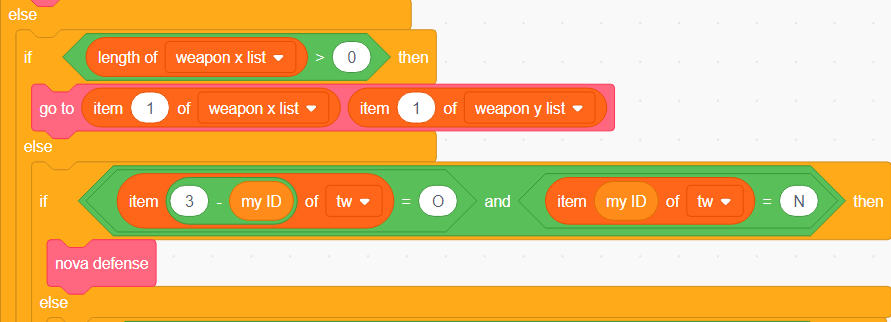 else
if length of weapon x list > 0 then
go to item 1 of weapon x list item 1 of weapon y list
else
if item 3 - my ID of tw = O and item my ID of tw = N then
nova defense
else